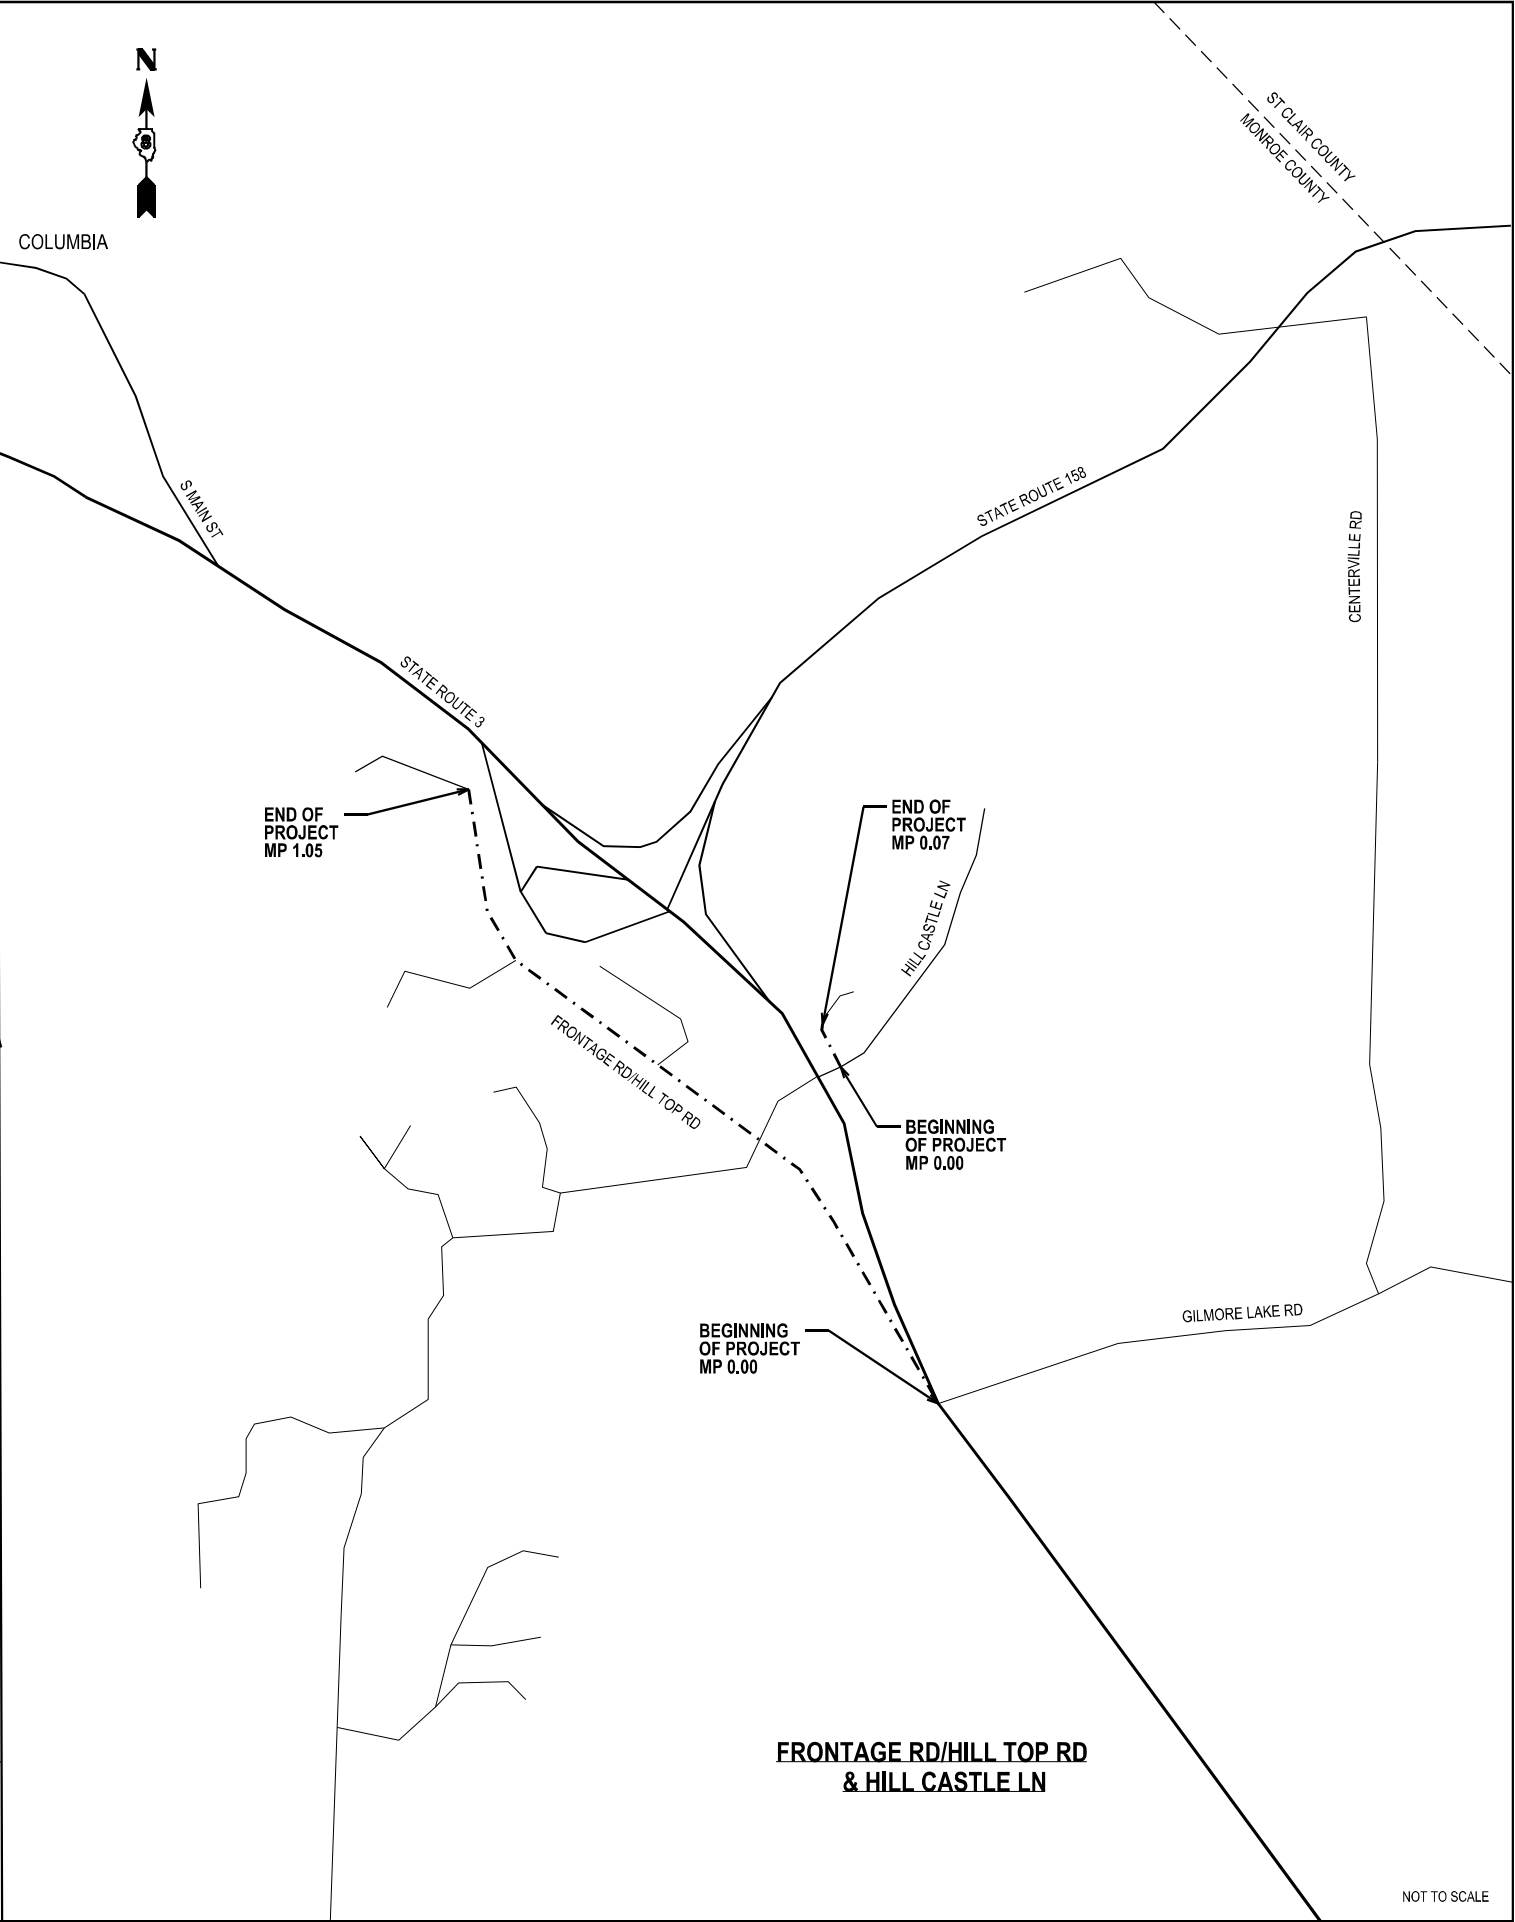 N
COLUMBIA
ST CLAIR COUNTY
MONROE COUNTY
S MAIN ST
STATE ROUTE 158
CENTERVILLE RD
STATE ROUTE 3
END OF
PROJECT
MP 1.05
END OF
PROJECT
MP 0.07
HILL CASTLE LN
FRONTAGE RD/HILL TOP RD
BEGINNING
OF PROJECT
MP 0.00
GILMORE LAKE RD
BEGINNING
OF PROJECT
MP 0.00
FRONTAGE RD/HILL TOP RD
& HILL CASTLE LN
NOT TO SCALE